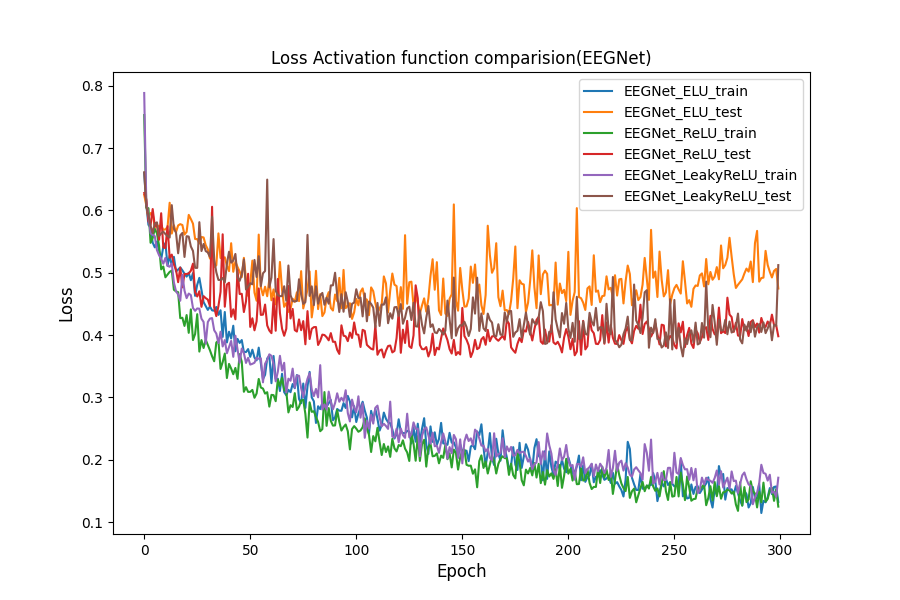 Loss Activation function comparision(EEGNet)
EEGNet_ELU_train
EEGNet_ELU_test
EEGNet_ReLU_train
EEGNet_ReLU_test
EEGNet_LeakyReLU_train
EEGNet_LeakyReLU_test
Loss
0.8
0.7
0.6
0.5
0.4
0.3
0.2
0.1
0 50 100 150 200 250 300
Epoch